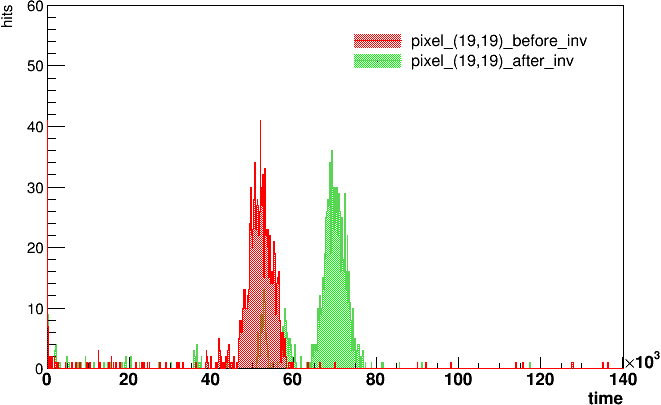 hits
60
50
40
30
20
10
0
pixel_(19,19)_before_inv
pixel_(19,19)_after_inv
0 20 40 60 80 100 120 140
×10³
time